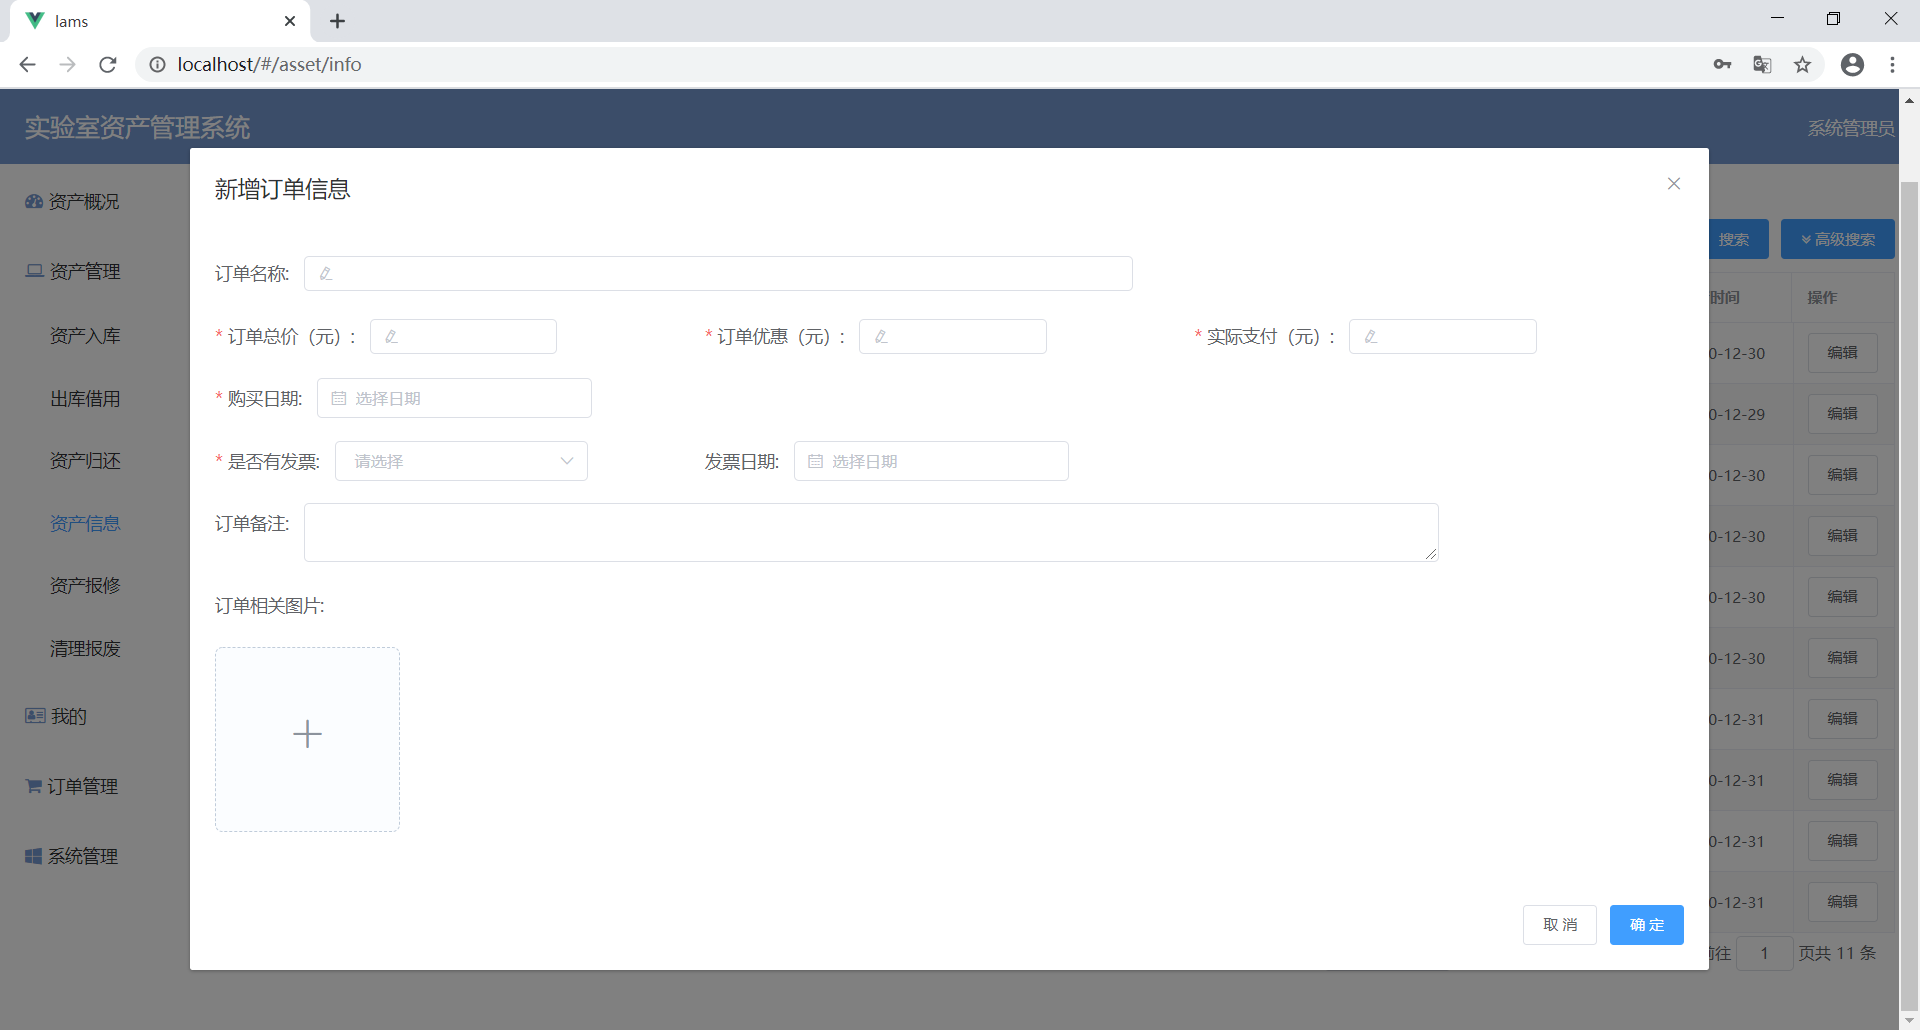 lams
localhost/#/asset/info
实验室资产管理系统
系统管理员
资产概况
资产管理
资产入库
出库借用
资产归还
资产信息
资产报修
清理报废
我的
订单管理
系统管理
新增订单信息
订单名称:
* 订单总价（元）:
* 订单优惠（元）:
* 实际支付（元）:
* 购买日期: 选择日期
* 是否有发票: 请选择
发票日期: 选择日期
订单备注:
订单相关图片:
取消
确定
搜索
高级搜索
时间 操作
0-12-30 编辑
0-12-29 编辑
0-12-30 编辑
0-12-30 编辑
0-12-30 编辑
0-12-30 编辑
0-12-31 编辑
0-12-31 编辑
0-12-31 编辑
0-12-31 编辑
往 1 页共 11 条